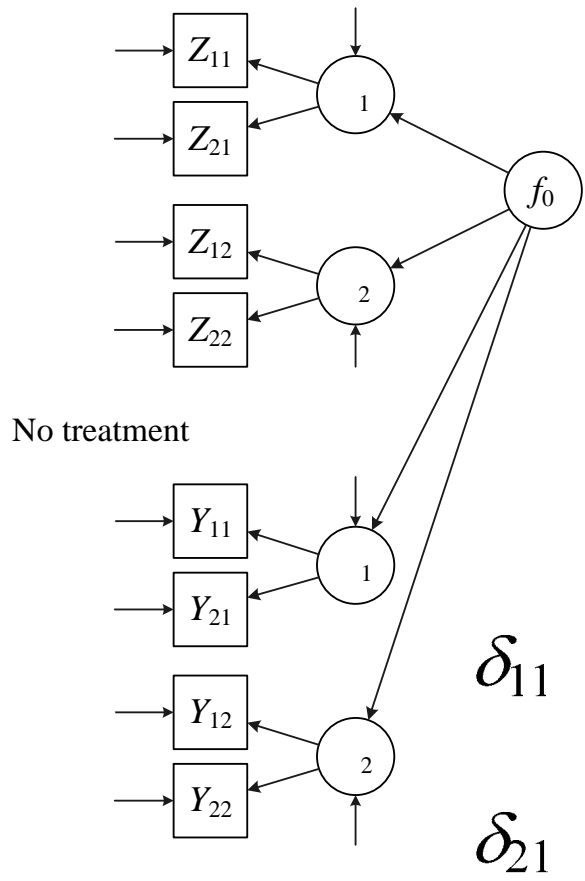 Z₁₁
1
Z₂₁
f₀
Z₁₂
2
Z₂₂
No treatment
Y₁₁
1
Y₂₁
δ₁₁
Y₁₂
2
Y₂₂
δ₂₁